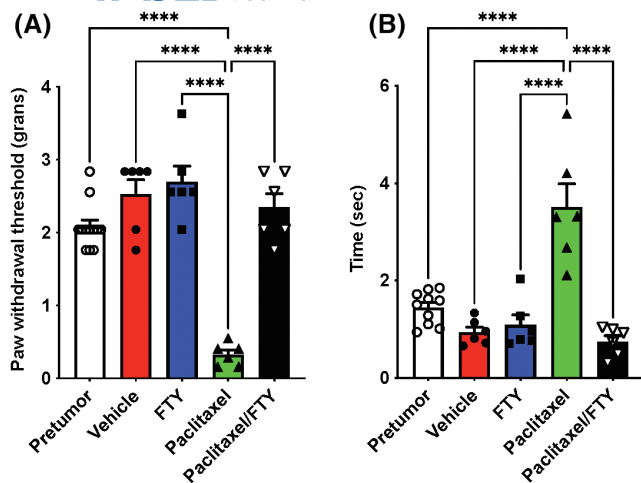 (A)
****
****
****
****
Paw withdrawal threshold (grans)
4
3
2
1
0
Pretumor
Vehicle
FTY
Paclitaxel
Paclitaxel/FTY
(B)
****
****
****
****
Time (sec)
6
4
2
0
Pretumor
Vehicle
FTY
Paclitaxel
Paclitaxel/FTY